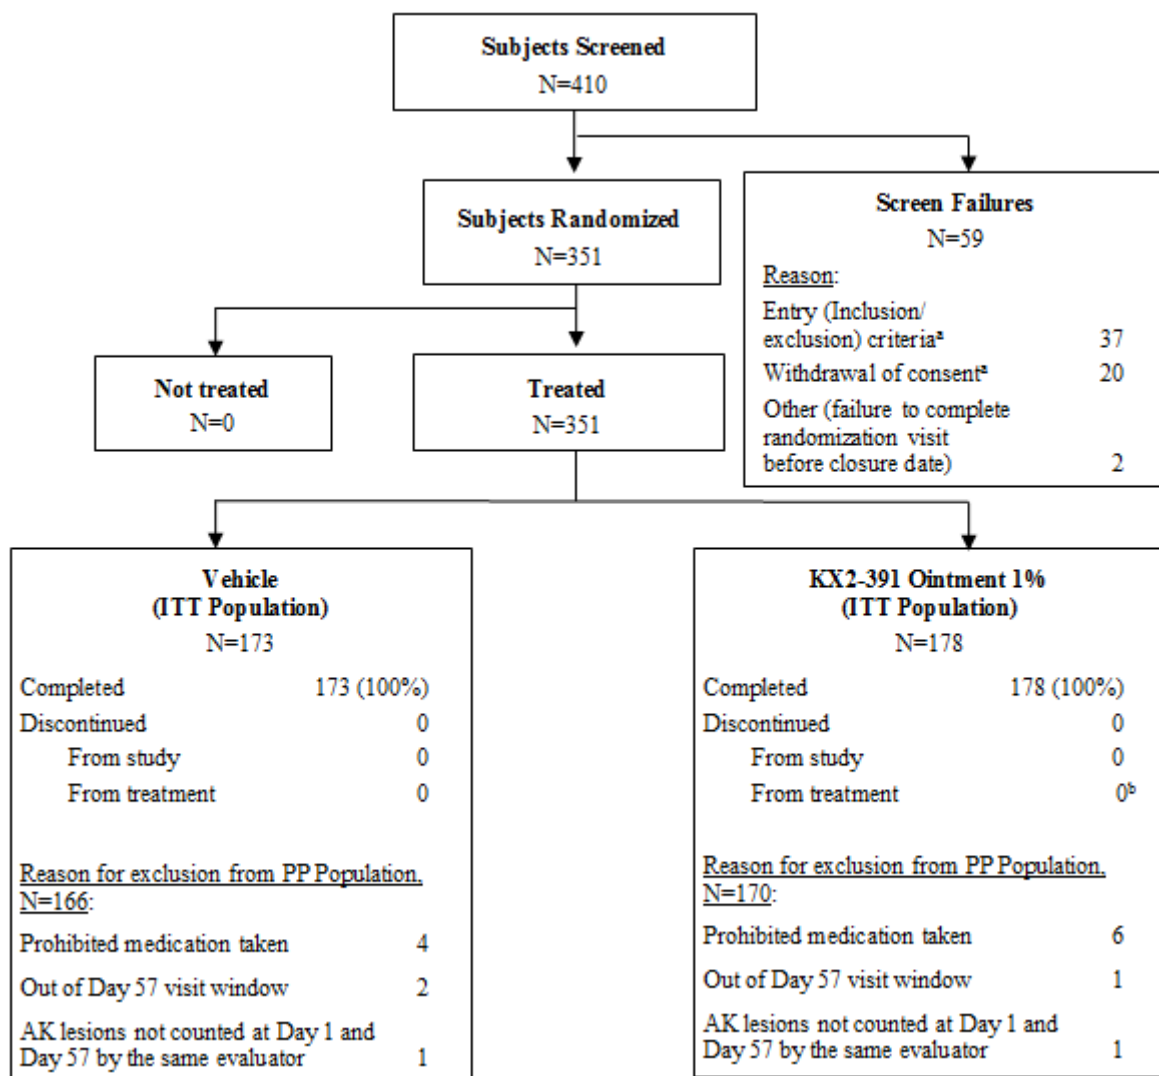 Subjects Screened
N=410
Subjects Randomized
N=351
Screen Failures
N=59
Reason:
Entry (Inclusion/
exclusion) criteriaª 37
Withdrawal of consentª 20
Other (failure to complete
randomization visit
before closure date) 2
Not treated
N=0
Treated
N=351
Vehicle
(ITT Population)
N=173
Completed 173 (100%)
Discontinued 0
From study 0
From treatment 0
Reason for exclusion from PP Population,
N=166:
Prohibited medication taken 4
Out of Day 57 visit window 2
AK lesions not counted at Day 1 and
Day 57 by the same evaluator 1
KX2-391 Ointment 1%
(ITT Population)
N=178
Completed 178 (100%)
Discontinued 0
From study 0
From treatment 0ᵇ
Reason for exclusion from PP Population,
N=170:
Prohibited medication taken 6
Out of Day 57 visit window 1
AK lesions not counted at Day 1 and
Day 57 by the same evaluator 1